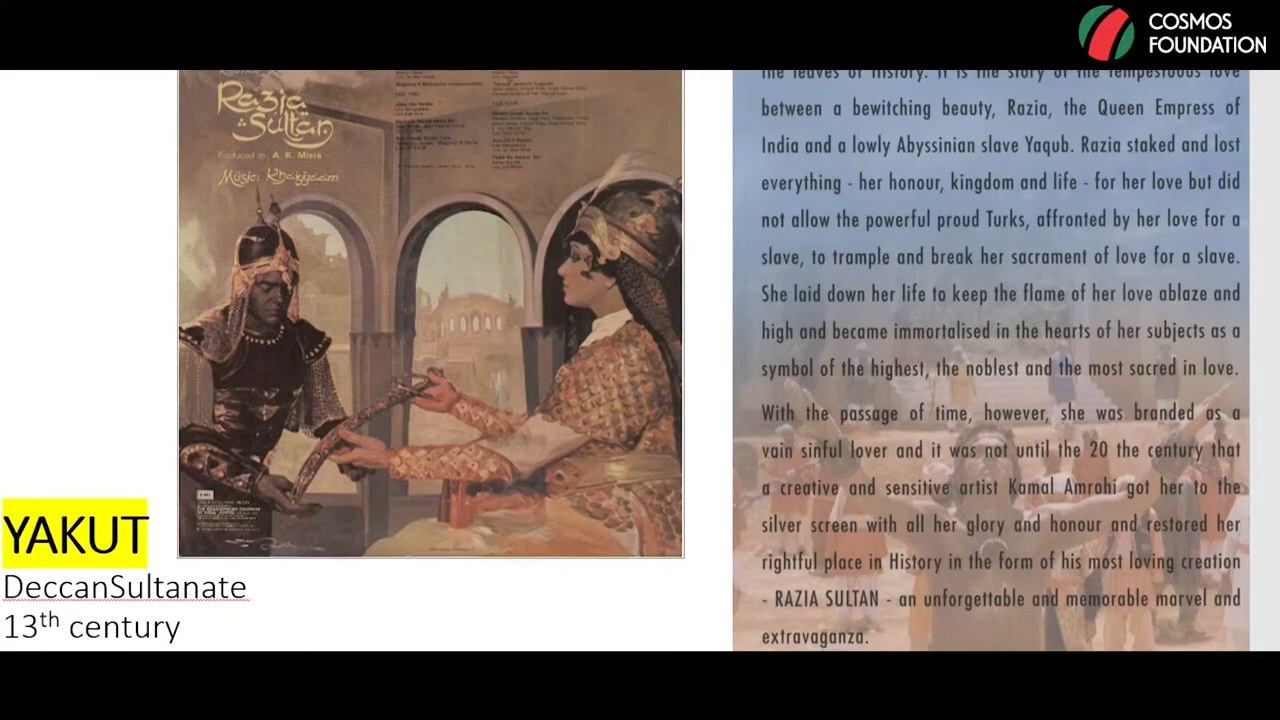 COSMOS
FOUNDATION
Razia
Sultan
Produced by A. K. Misra
Music: Khaiyyaam
YAKUT
DeccanSultanate
13th century
the leaves of History. It is the story of the Tempestuous love
between a bewitching beauty, Razia, the Queen Empress of
India and a lowly Abyssinian slave Yaqub. Razia staked and lost
everything - her honour, kingdom and life - for her love but did
not allow the powerful proud Turks, affronted by her love for a
slave, to trample and break her sacrament of love for a slave.
She laid down her life to keep the flame of her love ablaze and
high and became immortalised in the hearts of her subjects as a
symbol of the highest, the noblest and the most sacred in love.
With the passage of time, however, she was branded as a
vain sinful lover and it was not until the 20 the century that
a creative and sensitive artist Kamal Amrohi got her to the
silver screen with all her glory and honour and restored her
rightful place in History in the form of his most loving creation
- RAZIA SULTAN - an unforgettable and memorable marvel and
extravaganza.